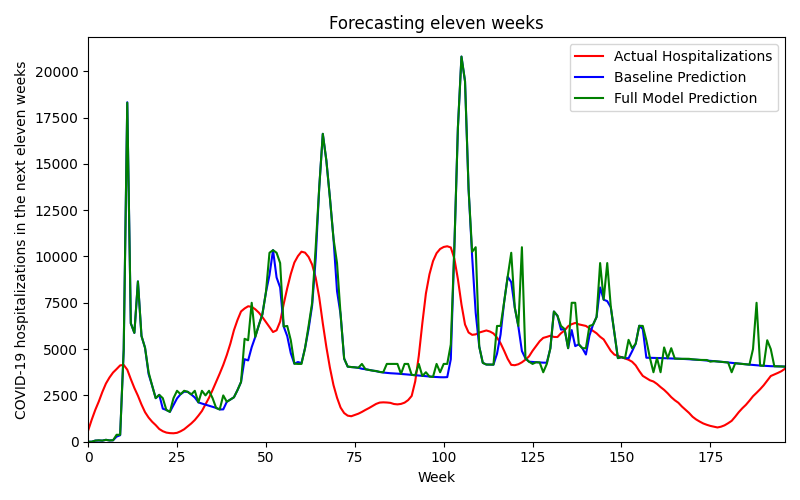 Forecasting eleven weeks
COVID-19 hospitalizations in the next eleven weeks
20000
17500
15000
12500
10000
7500
5000
2500
0
Actual Hospitalizations
Baseline Prediction
Full Model Prediction
0 25 50 75 100 125 150 175
Week